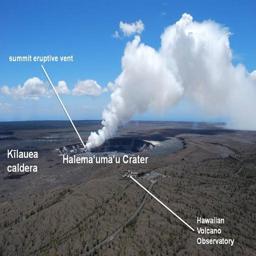 summit eruptive vent
Kīlauea
caldera
Halema'uma'u Crater
Hawaiian
Volcano
Observatory